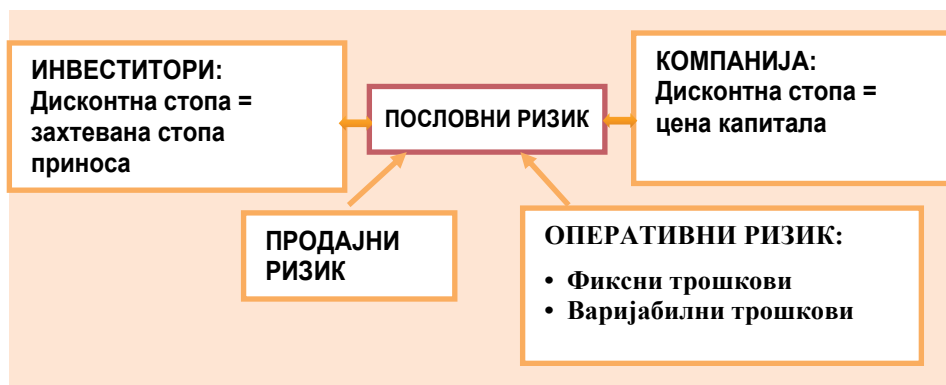 ИНВЕСТИТОРИ:
Дисконтна стопа =
захтевана стопа
приноса
ПОСЛОВНИ РИЗИК
КОМПАНИЈА:
Дисконтна стопа =
цена капитала
ПРОДАЈНИ
РИЗИК
ОПЕРАТИВНИ РИЗИК:
• Фиксни трошкови
• Варијабилни трошкови